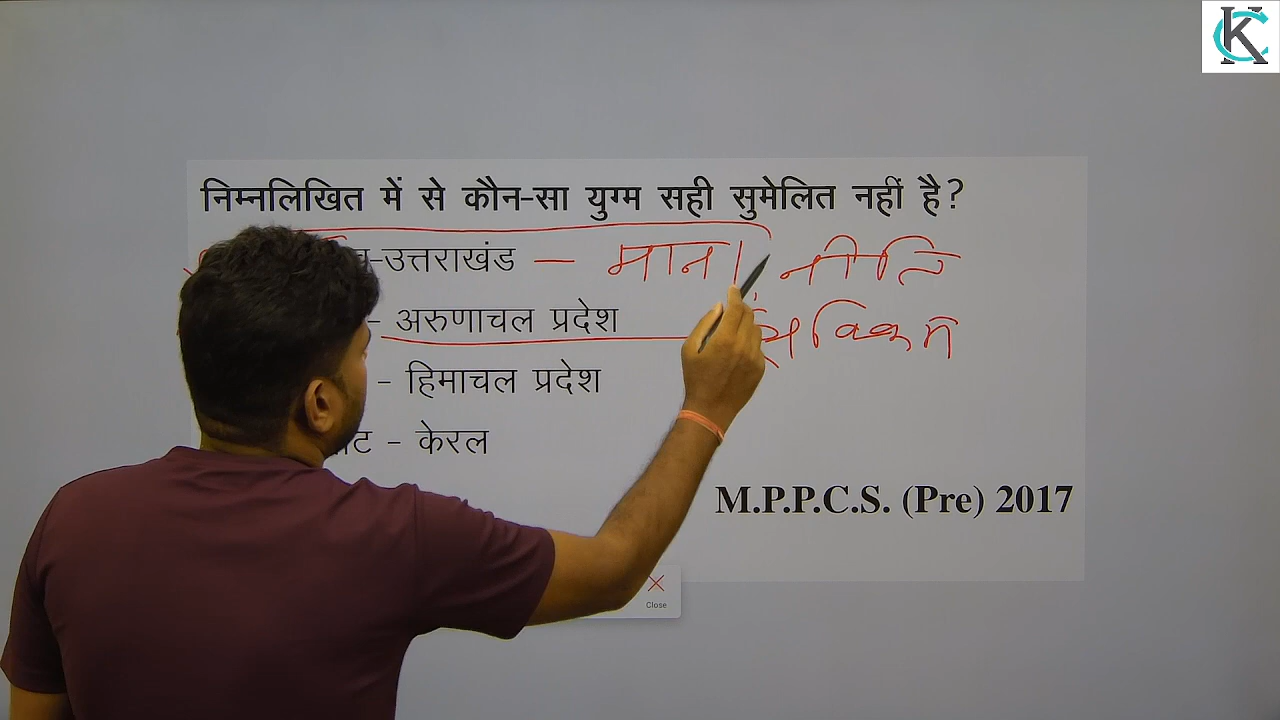 निम्नलिखित में से कौन-सा युग्म सही सुमेलित नहीं है?
-उत्तराखंड — माना नीति
- अरुणाचल प्रदेश सिक्किम
- हिमाचल प्रदेश
- केरल
M.P.P.C.S. (Pre) 2017
Close